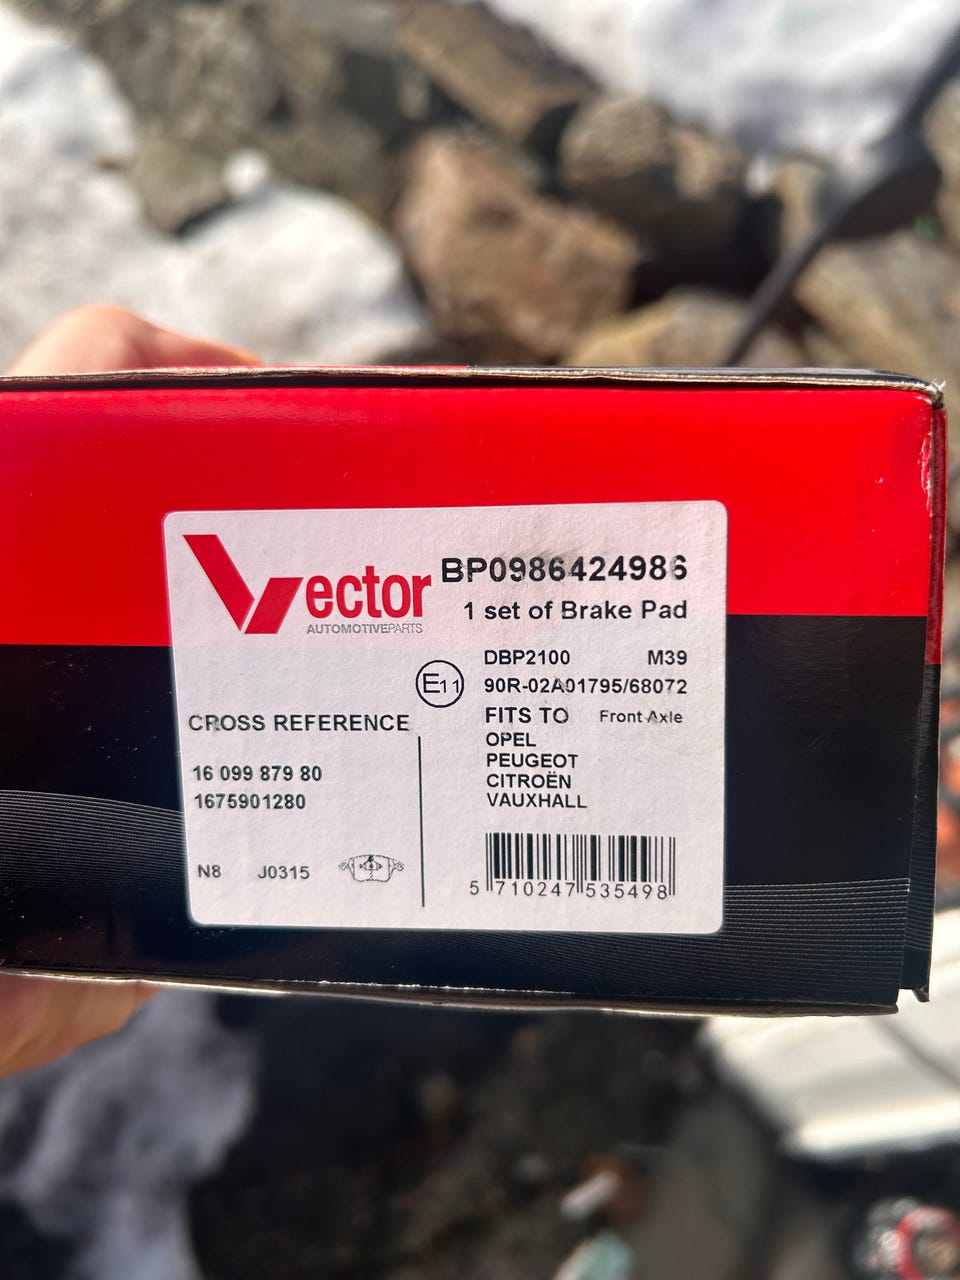 Vector
AUTOMOTIVEPARTS
BP0986424986
1 set of Brake Pad
DBP2100 M39
E11 90R-02A01795/68072
FITS TO Front Axle
OPEL
PEUGEOT
CITROËN
VAUXHALL
CROSS REFERENCE
16 099 879 80
1675901280
N8 J0315
5 710247 535498